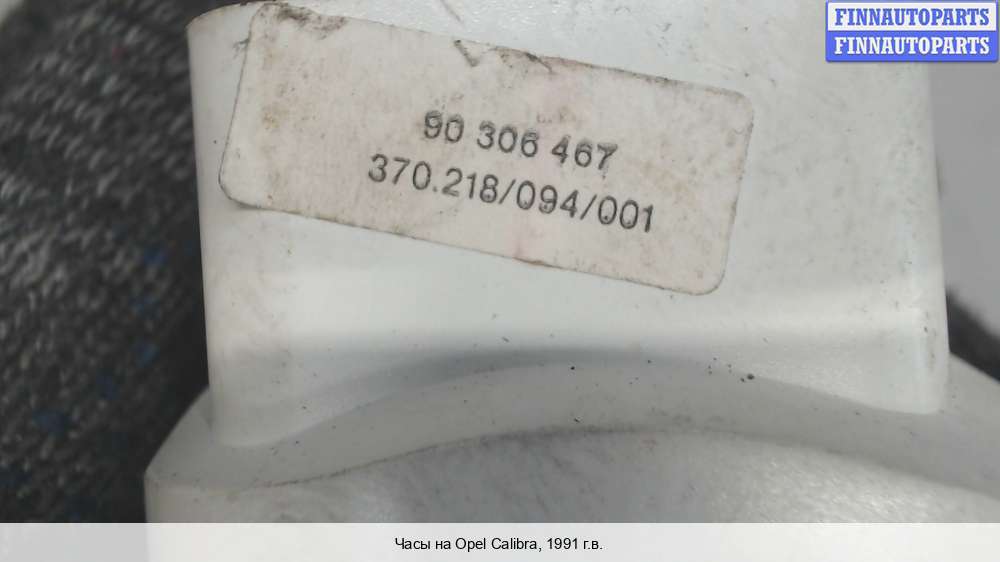 FINNAUTOPARTS
FINNAUTOPARTS
90 306 467
370.218/094/001
Часы на Opel Calibra, 1991 г.в.